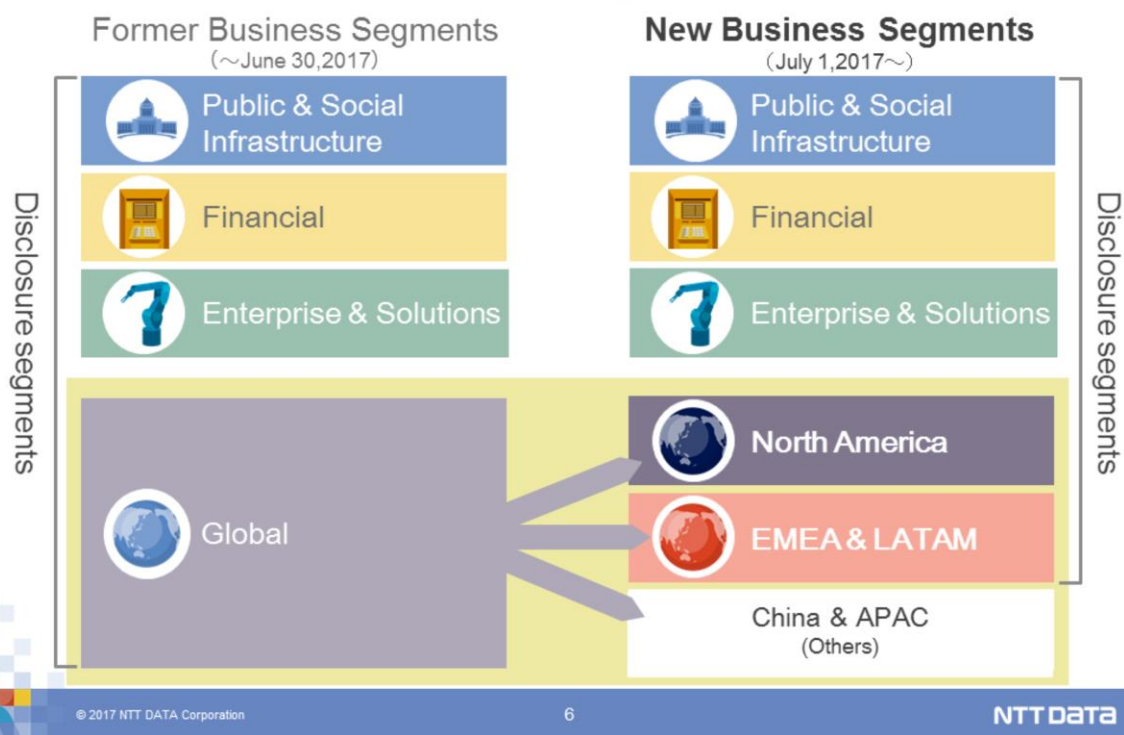 Former Business Segments
(～June 30,2017)
Disclosure segments
Public & Social
Infrastructure
Financial
Enterprise & Solutions
Global
New Business Segments
(July 1,2017～)
Public & Social
Infrastructure
Financial
Enterprise & Solutions
North America
EMEA & LATAM
China & APAC
(Others)
Disclosure segments
© 2017 NTT DATA Corporation
6
NTT DATA